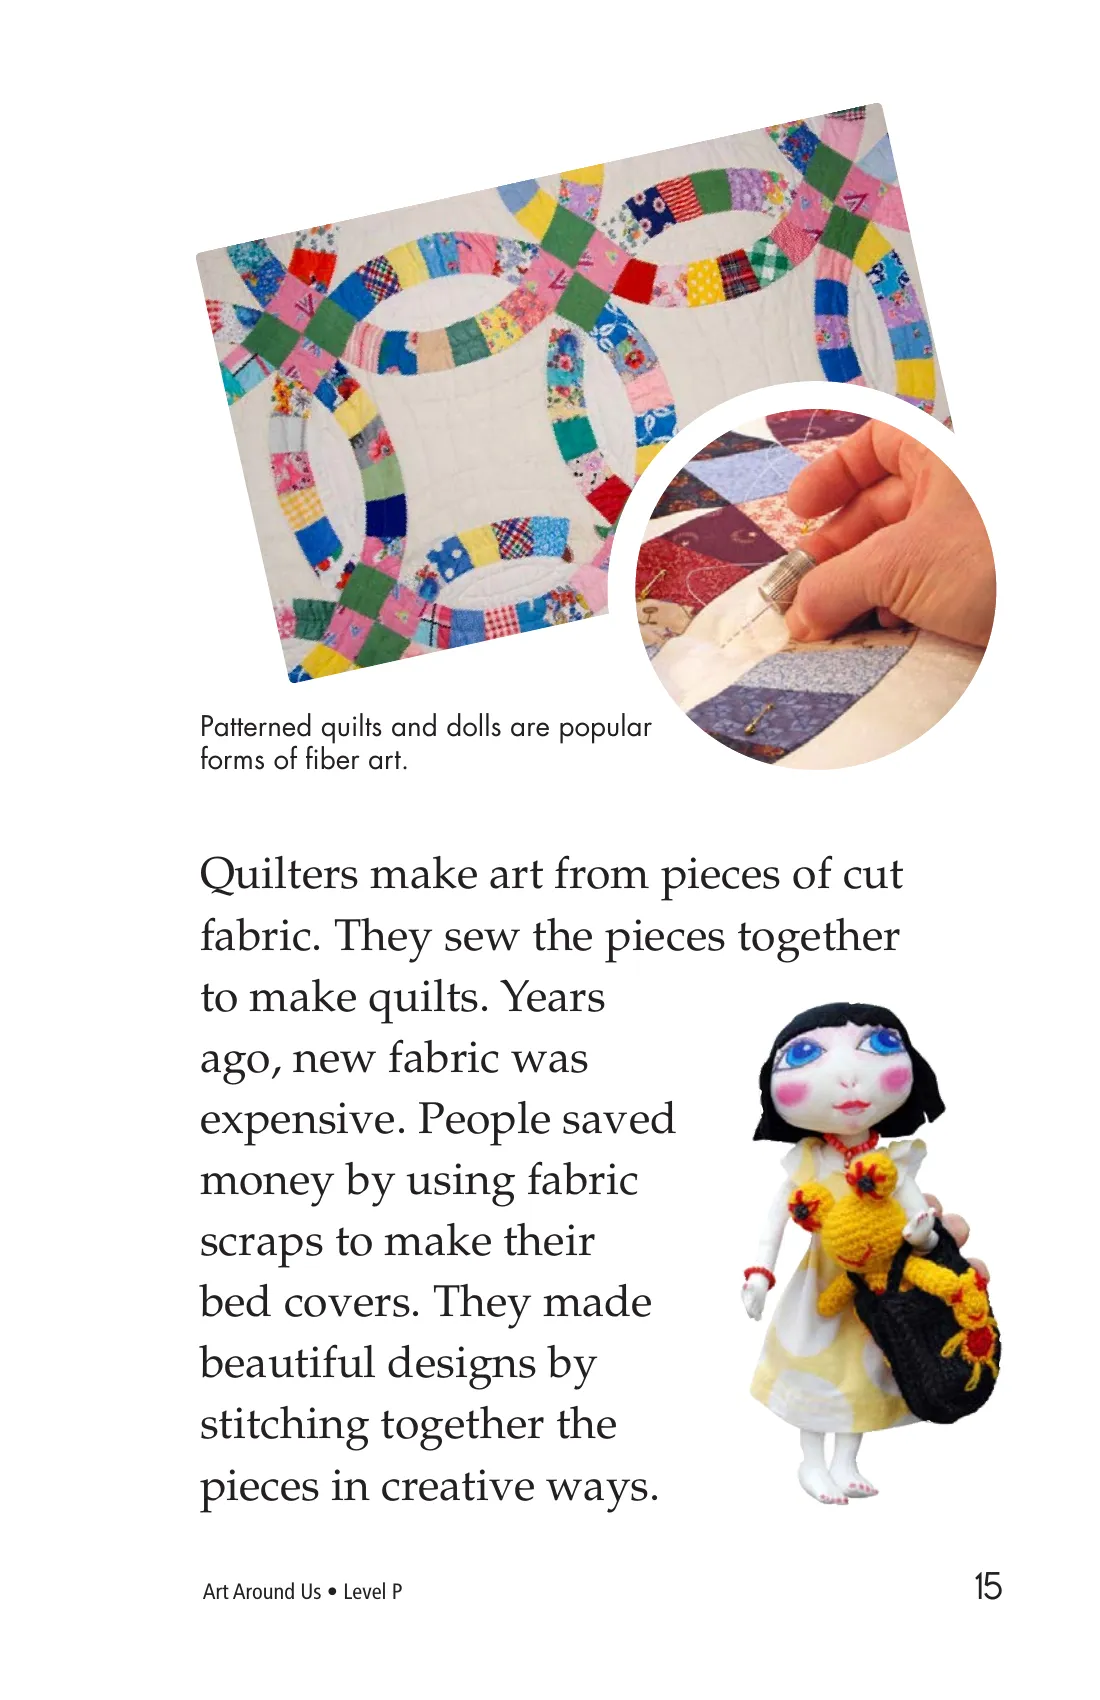 Patterned quilts and dolls are popular
forms of fiber art.
Quilters make art from pieces of cut
fabric. They sew the pieces together
to make quilts. Years
ago, new fabric was
expensive. People saved
money by using fabric
scraps to make their
bed covers. They made
beautiful designs by
stitching together the
pieces in creative ways.
Art Around Us • Level P
15